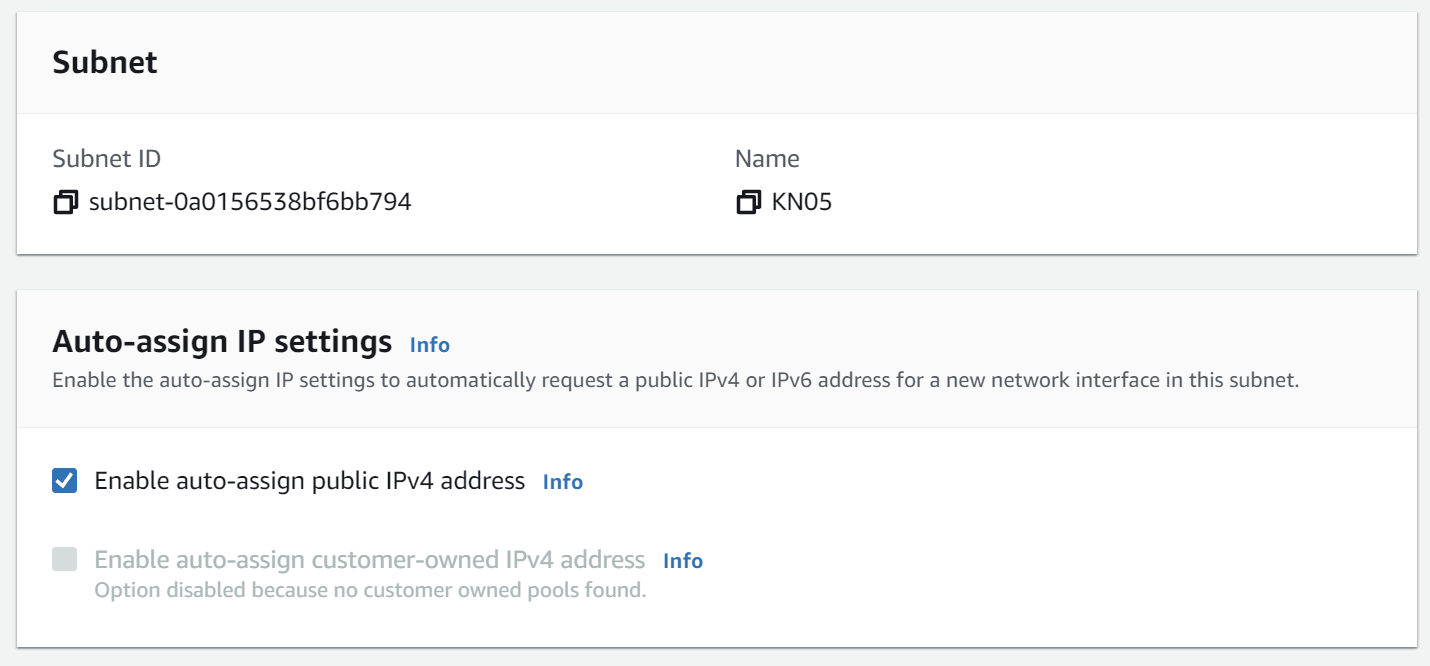 Subnet
Subnet ID
Name
subnet-0a0156538bf6bb794
KN05
Auto-assign IP settings Info
Enable the auto-assign IP settings to automatically request a public IPv4 or IPv6 address for a new network interface in this subnet.
Enable auto-assign public IPv4 address Info
Enable auto-assign customer-owned IPv4 address Info
Option disabled because no customer owned pools found.